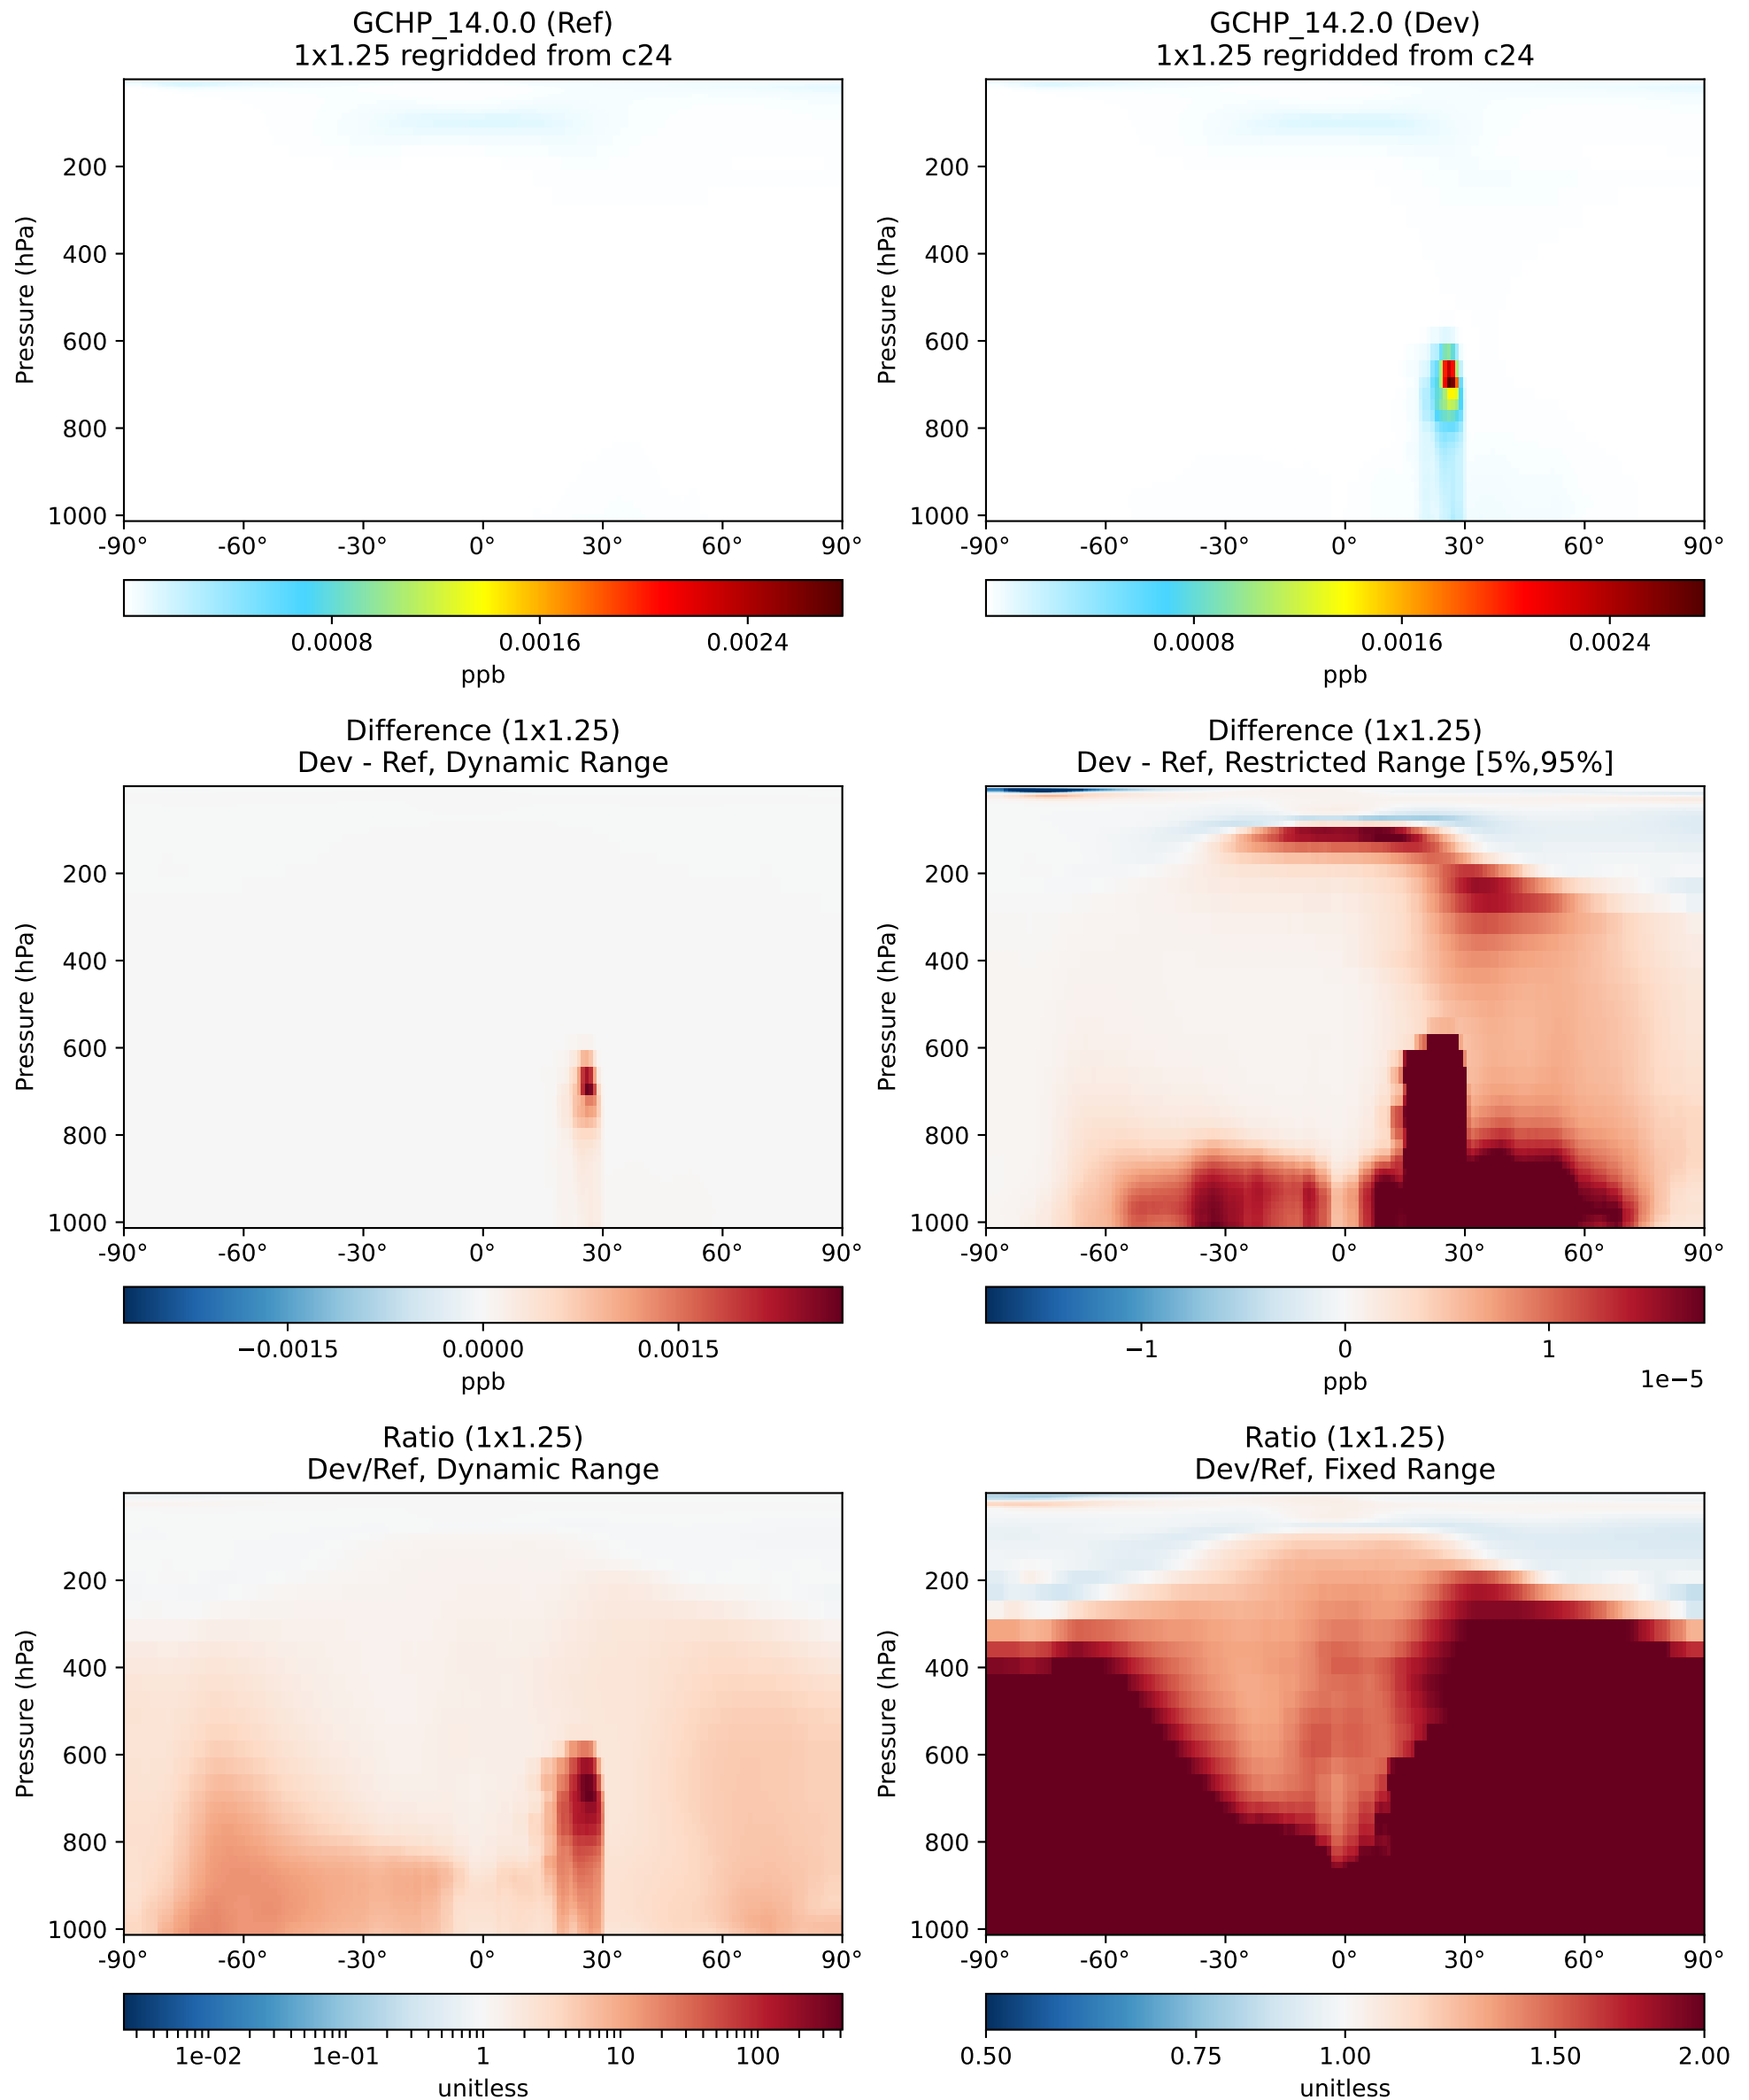 GCHP_14.0.0 (Ref)
1x1.25 regridded from c24
Pressure (hPa)
200
400
600
800
1000
-90° -60° -30° 0° 30° 60° 90°
0.0008 0.0016 0.0024
ppb
GCHP_14.2.0 (Dev)
1x1.25 regridded from c24
Pressure (hPa)
200
400
600
800
1000
-90° -60° -30° 0° 30° 60° 90°
0.0008 0.0016 0.0024
ppb
Difference (1x1.25)
Dev - Ref, Dynamic Range
Pressure (hPa)
200
400
600
800
1000
-90° -60° -30° 0° 30° 60° 90°
−0.0015 0.0000 0.0015
ppb
Difference (1x1.25)
Dev - Ref, Restricted Range [5%,95%]
Pressure (hPa)
200
400
600
800
1000
-90° -60° -30° 0° 30° 60° 90°
−1 0 1
ppb
1e−5
Ratio (1x1.25)
Dev/Ref, Dynamic Range
Pressure (hPa)
200
400
600
800
1000
-90° -60° -30° 0° 30° 60° 90°
1e-02 1e-01 1 10 100
unitless
Ratio (1x1.25)
Dev/Ref, Fixed Range
Pressure (hPa)
200
400
600
800
1000
-90° -60° -30° 0° 30° 60° 90°
0.50 0.75 1.00 1.50 2.00
unitless